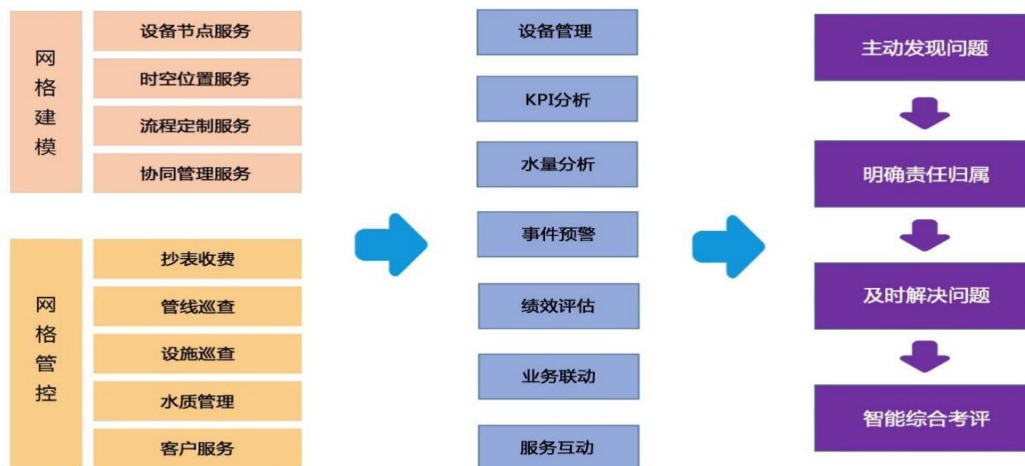 网格建模
设备节点服务
时空位置服务
流程定制服务
协同管理服务
网格管控
抄表收费
管线巡查
设施巡查
水质管理
客户服务
设备管理
KPI分析
水量分析
事件预警
绩效评估
业务联动
服务互动
主动发现问题
明确责任归属
及时解决问题
智能综合考评